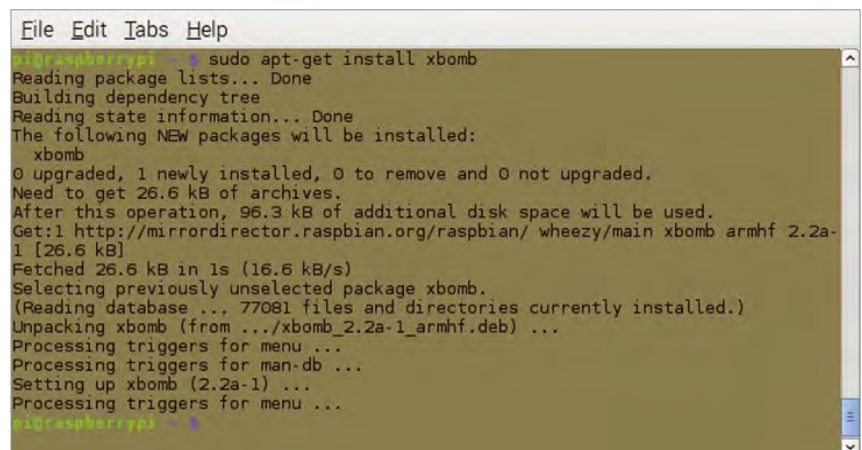 File Edit Tabs Help
pi@raspberrypi ~ $ sudo apt-get install xbomb
Reading package lists... Done
Building dependency tree
Reading state information... Done
The following NEW packages will be installed:
  xbomb
0 upgraded, 1 newly installed, 0 to remove and 0 not upgraded.
Need to get 26.6 kB of archives.
After this operation, 96.3 kB of additional disk space will be used.
Get:1 http://mirrordirector.raspbian.org/raspbian/ wheezy/main xbomb armhf 2.2a-
1 [26.6 kB]
Fetched 26.6 kB in 1s (16.6 kB/s)
Selecting previously unselected package xbomb.
(Reading database ... 77081 files and directories currently installed.)
Unpacking xbomb (from .../xbomb_2.2a-1_armhf.deb) ...
Processing triggers for menu ...
Processing triggers for man-db ...
Setting up xbomb (2.2a-1) ...
Processing triggers for menu ...
pi@raspberrypi ~ $